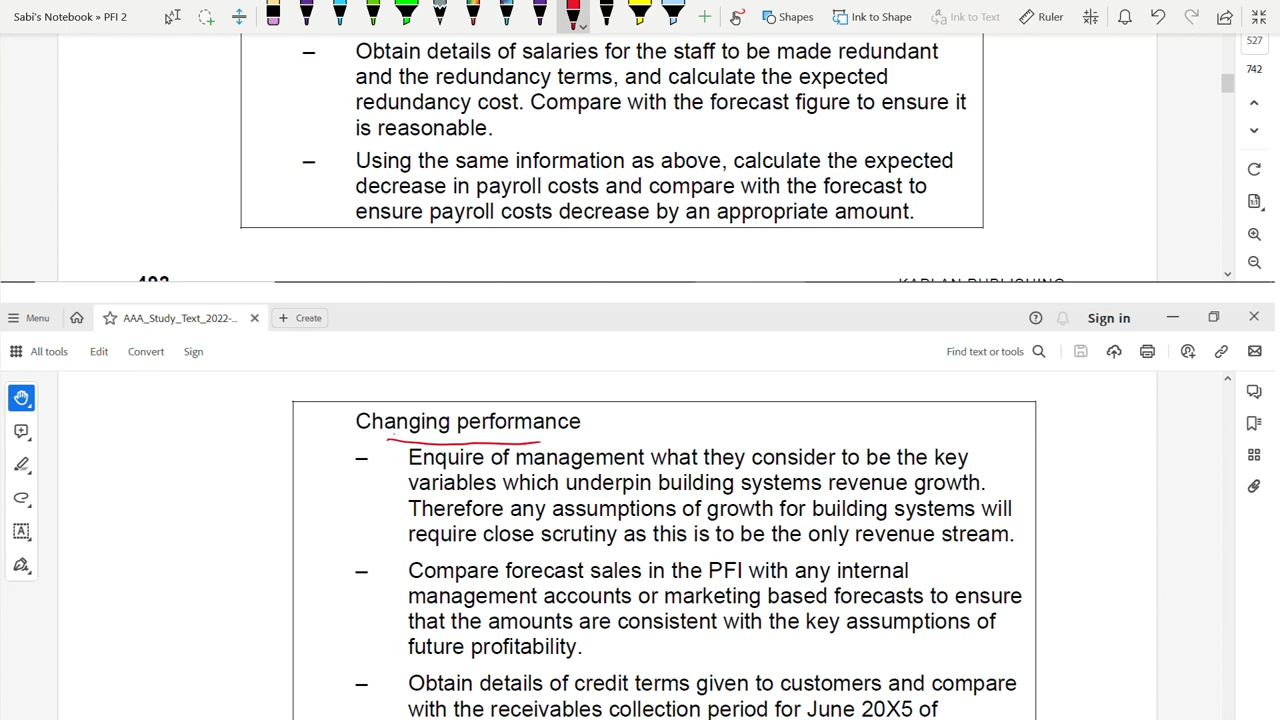 Sabi's Notebook » PFI 2
Shapes
Ink to Shape
Ink to Text
Ruler
527
742
– Obtain details of salaries for the staff to be made redundant
and the redundancy terms, and calculate the expected
redundancy cost. Compare with the forecast figure to ensure it
is reasonable.
– Using the same information as above, calculate the expected
decrease in payroll costs and compare with the forecast to
ensure payroll costs decrease by an appropriate amount.
KAPLAN PUBLISHING
Menu
AAA_Study_Text_2022-...
Create
Sign in
All tools
Edit
Convert
Sign
Find text or tools
Changing performance
– Enquire of management what they consider to be the key
variables which underpin building systems revenue growth.
Therefore any assumptions of growth for building systems will
require close scrutiny as this is to be the only revenue stream.
– Compare forecast sales in the PFI with any internal
management accounts or marketing based forecasts to ensure
that the amounts are consistent with the key assumptions of
future profitability.
– Obtain details of credit terms given to customers and compare
with the receivables collection period for June 20X5 of